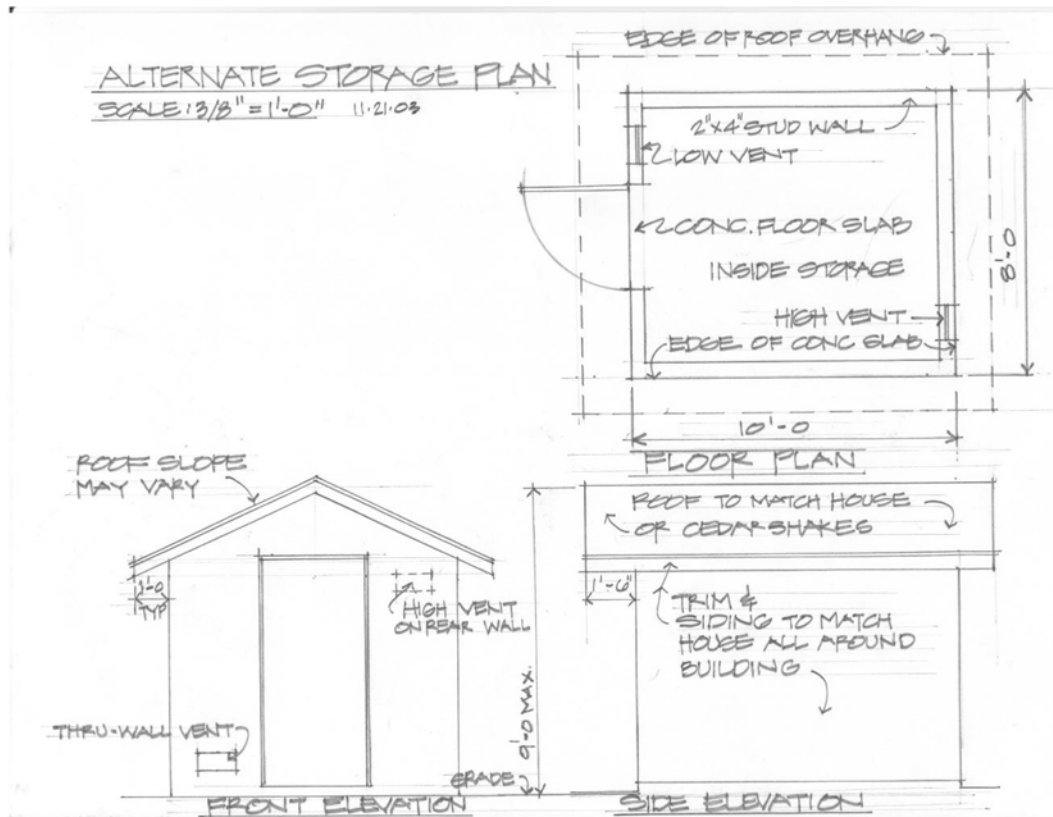 EDGE OF ROOF OVERHANG
ALTERNATE STORAGE PLAN
SCALE: 3/8" = 1'-0" 11·21·03
2"x4" STUD WALL
LOW VENT
CONC. FLOOR SLAB
INSIDE STORAGE
8'-0
HIGH VENT
EDGE OF CONC SLAB
10'-0
FLOOR PLAN
ROOF SLOPE
MAY VARY
1'-0
TYP
HIGH VENT
ON REAR WALL
THRU-WALL VENT
9'-0 MAX.
GRADE
FRONT ELEVATION
ROOF TO MATCH HOUSE
OR CEDAR SHAKES
1'-6"
TRIM &
SIDING TO MATCH
HOUSE ALL AROUND
BUILDING
SIDE ELEVATION